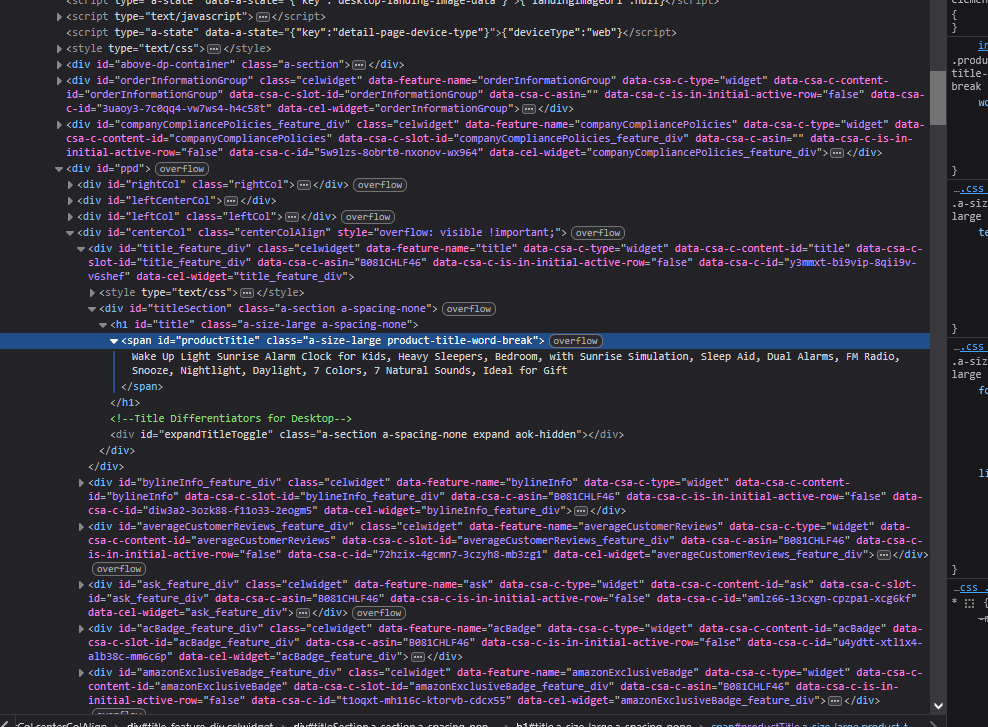 <script type="a-state" data-a-state="{"key":"desktop-landing-image-data"}">{"landingImageUrl":null}</script>
<script type="text/javascript"></script>
<script type="a-state" data-a-state="{"key":"detail-page-device-type"}">{"deviceType":"web"}</script>
<style type="text/css"></style>
<div id="above-dp-container" class="a-section"></div>
<div id="orderInformationGroup" class="celwidget" data-feature-name="orderInformationGroup" data-csa-c-type="widget" data-csa-c-content-
id="orderInformationGroup" data-csa-c-slot-id="orderInformationGroup" data-csa-c-asin="" data-csa-c-is-in-initial-active-row="false" data-csa-
c-id="3uaoy3-7c0qq4-vw7ws4-h4c58t" data-cel-widget="orderInformationGroup"></div>
<div id="companyCompliancePolicies_feature_div" class="celwidget" data-feature-name="companyCompliancePolicies" data-csa-c-type="widget" data-
csa-c-content-id="companyCompliancePolicies" data-csa-c-slot-id="companyCompliancePolicies_feature_div" data-csa-c-asin="" data-csa-c-is-in-
initial-active-row="false" data-csa-c-id="5w9lzs-8obrt0-nxonov-wx964" data-cel-widget="companyCompliancePolicies_feature_div"></div>
<div id="ppd"> overflow
<div id="rightCol" class="rightCol"></div> overflow
<div id="leftCenterCol"></div>
<div id="leftCol" class="leftCol"></div> overflow
<div id="centerCol" class="centerColAlign" style="overflow: visible !important;"> overflow
<div id="title_feature_div" class="celwidget" data-feature-name="title" data-csa-c-type="widget" data-csa-c-content-id="title" data-csa-c-
slot-id="title_feature_div" data-csa-c-asin="B081CHLF46" data-csa-c-is-in-initial-active-row="false" data-csa-c-id="y3mmxt-bi9vip-8qii9v-
v6shef" data-cel-widget="title_feature_div">
<style type="text/css"></style>
<div id="titleSection" class="a-section a-spacing-none"> overflow
<h1 id="title" class="a-size-large a-spacing-none">
<span id="productTitle" class="a-size-large product-title-word-break"> overflow
Wake Up Light Sunrise Alarm Clock for Kids, Heavy Sleepers, Bedroom, with Sunrise Simulation, Sleep Aid, Dual Alarms, FM Radio,
Snooze, Nightlight, Daylight, 7 Colors, 7 Natural Sounds, Ideal for Gift
</span>
</h1>
<!--Title Differentiators for Desktop-->
<div id="expandTitleToggle" class="a-section a-spacing-none expand aok-hidden"></div>
</div>
</div>
<div id="bylineInfo_feature_div" class="celwidget" data-feature-name="bylineInfo" data-csa-c-type="widget" data-csa-c-content-
id="bylineInfo" data-csa-c-slot-id="bylineInfo_feature_div" data-csa-c-asin="B081CHLF46" data-csa-c-is-in-initial-active-row="false" data-
csa-c-id="diw3a2-3ozk88-f11o33-2eogm5" data-cel-widget="bylineInfo_feature_div"></div>
<div id="averageCustomerReviews_feature_div" class="celwidget" data-feature-name="averageCustomerReviews" data-csa-c-type="widget" data-
csa-c-content-id="averageCustomerReviews" data-csa-c-slot-id="averageCustomerReviews_feature_div" data-csa-c-asin="B081CHLF46" data-csa-c-
is-in-initial-active-row="false" data-csa-c-id="72hzix-4gcmn7-3czyh8-mb3zg1" data-cel-widget="averageCustomerReviews_feature_div"></div>
overflow
<div id="ask_feature_div" class="celwidget" data-feature-name="ask" data-csa-c-type="widget" data-csa-c-content-id="ask" data-csa-c-slot-
id="ask_feature_div" data-csa-c-asin="B081CHLF46" data-csa-c-is-in-initial-active-row="false" data-csa-c-id="amlz66-13cxgn-cpzpa1-xcg6kf"
data-cel-widget="ask_feature_div"></div> overflow
<div id="acBadge_feature_div" class="celwidget" data-feature-name="acBadge" data-csa-c-type="widget" data-csa-c-content-id="acBadge" data-
csa-c-slot-id="acBadge_feature_div" data-csa-c-asin="B081CHLF46" data-csa-c-is-in-initial-active-row="false" data-csa-c-id="u4ydtt-xtl1x4-
alb38c-mm6c6p" data-cel-widget="acBadge_feature_div"></div>
<div id="amazonExclusiveBadge_feature_div" class="celwidget" data-feature-name="amazonExclusiveBadge" data-csa-c-type="widget" data-csa-c-
content-id="amazonExclusiveBadge" data-csa-c-slot-id="amazonExclusiveBadge_feature_div" data-csa-c-asin="B081CHLF46" data-csa-c-is-in-
initial-active-row="false" data-csa-c-id="t1oqxt-mh116c-ktorvb-cdcx55" data-cel-widget="amazonExclusiveBadge_feature_div"></div>
{
}
.produ
title-
break
}
….css
.a-siz
large
}
….css
.a-siz
large
}
….css
* {